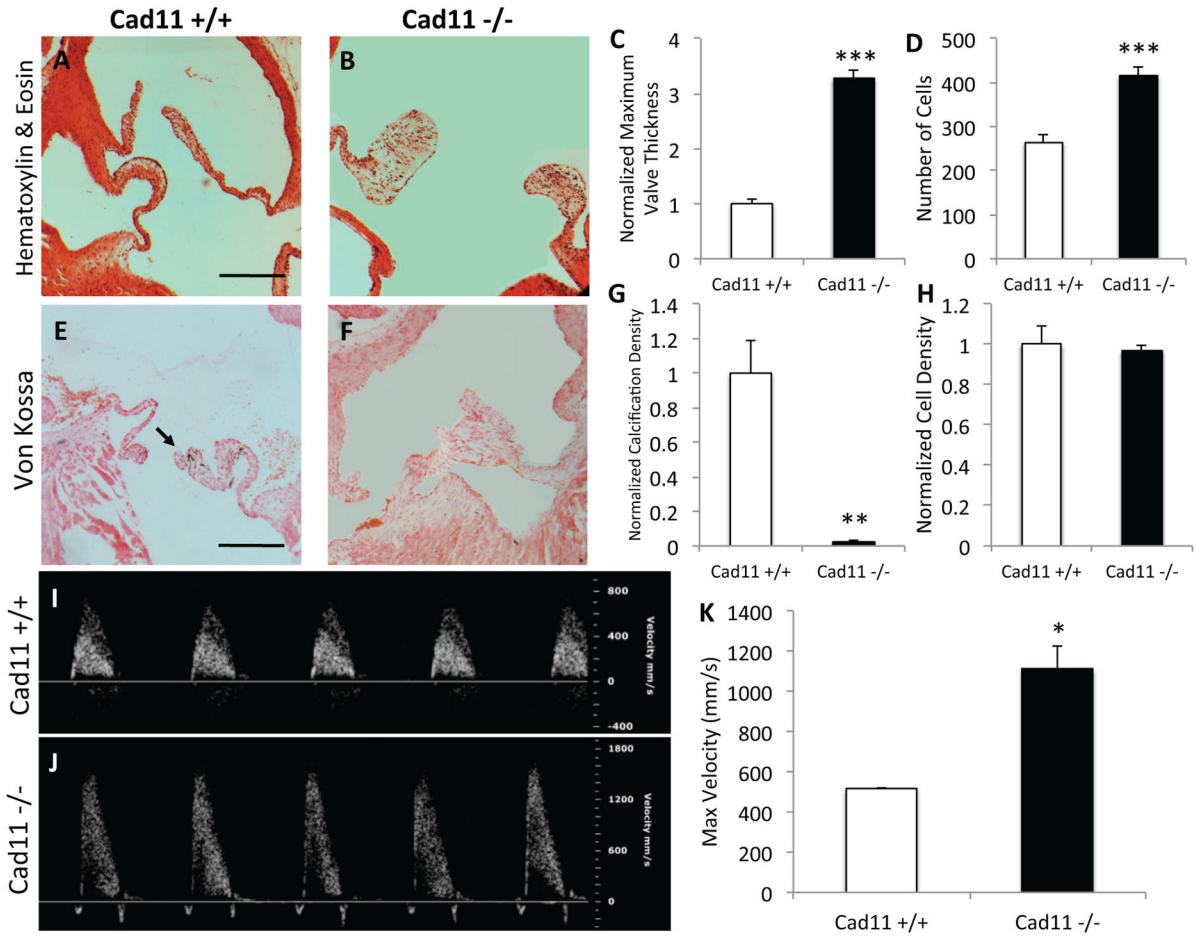 Cad11 +/+
Cad11 -/-
Hematoxylin & Eosin
A
B
C
Normalized Maximum
Valve Thickness
4
3
2
1
0
Cad11 +/+
Cad11 -/-
***
D
Number of Cells
500
400
300
200
100
0
Cad11 +/+
Cad11 -/-
***
Von Kossa
E
F
G
Normalized Calcification Density
1.4
1.2
1.0
0.8
0.6
0.4
0.2
0
Cad11 +/+
Cad11 -/-
**
H
Normalized Cell Density
1.2
1
0.8
0.6
0.4
0.2
0
Cad11 +/+
Cad11 -/-
Cad11 +/+
I
800
400
0
-400
Velocity mm/s
Cad11 -/-
J
1800
1200
600
0
Velocity mm/s
K
Max Velocity (mm/s)
1400
1200
1000
800
600
400
200
0
Cad11 +/+
Cad11 -/-
*